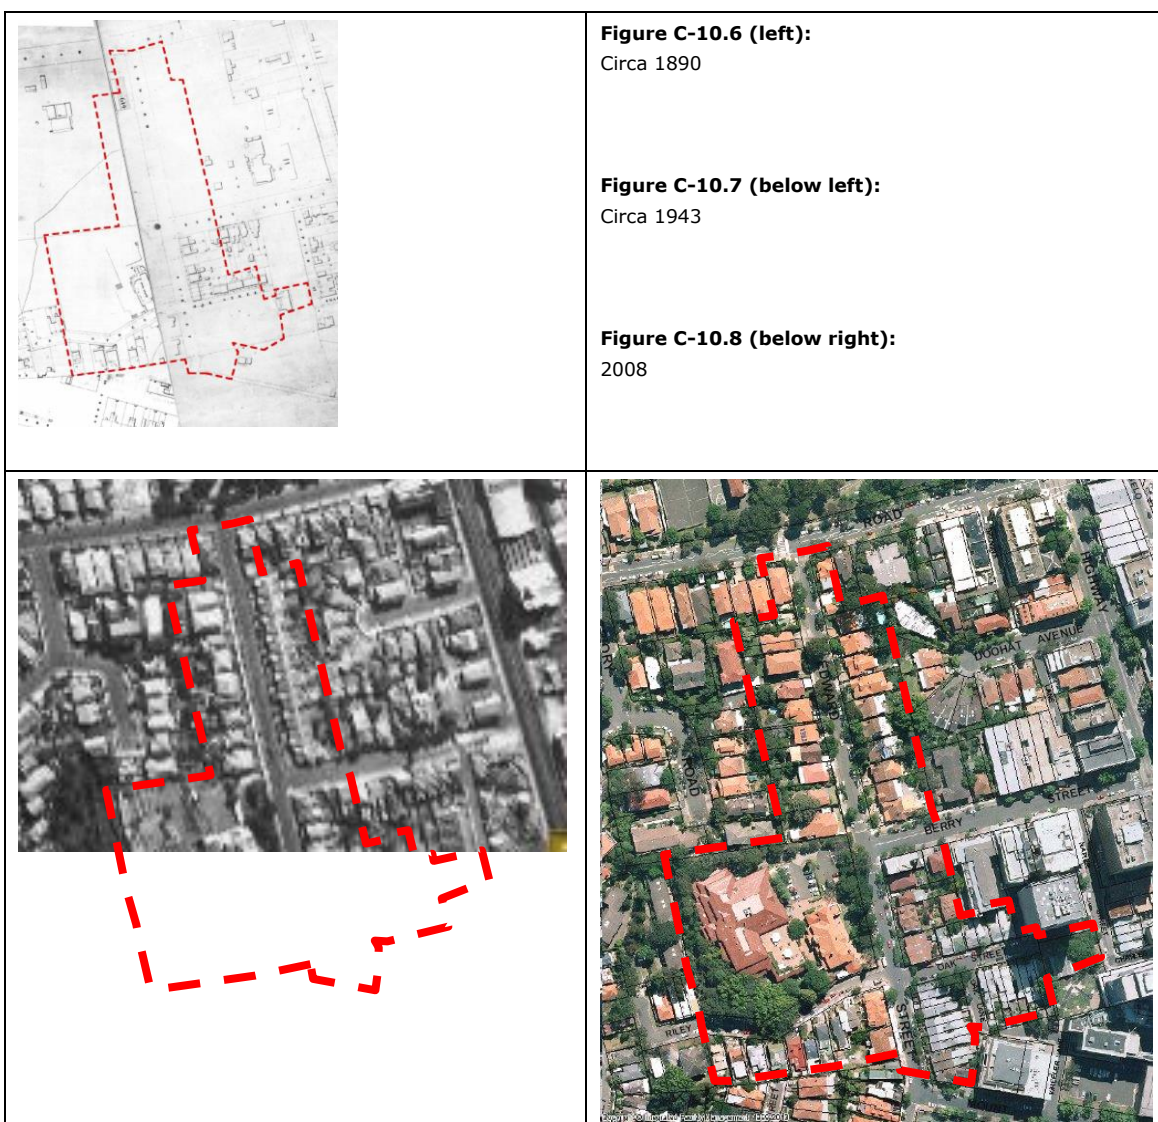 Figure C-10.6 (left):
Circa 1890
Figure C-10.7 (below left):
Circa 1943
Figure C-10.8 (below right):
2008
ROAD
HIGHWAY
AVENUE
DOOHAT
ROAD
STREET
BERRY
OAK STREET
STREET
RILEY